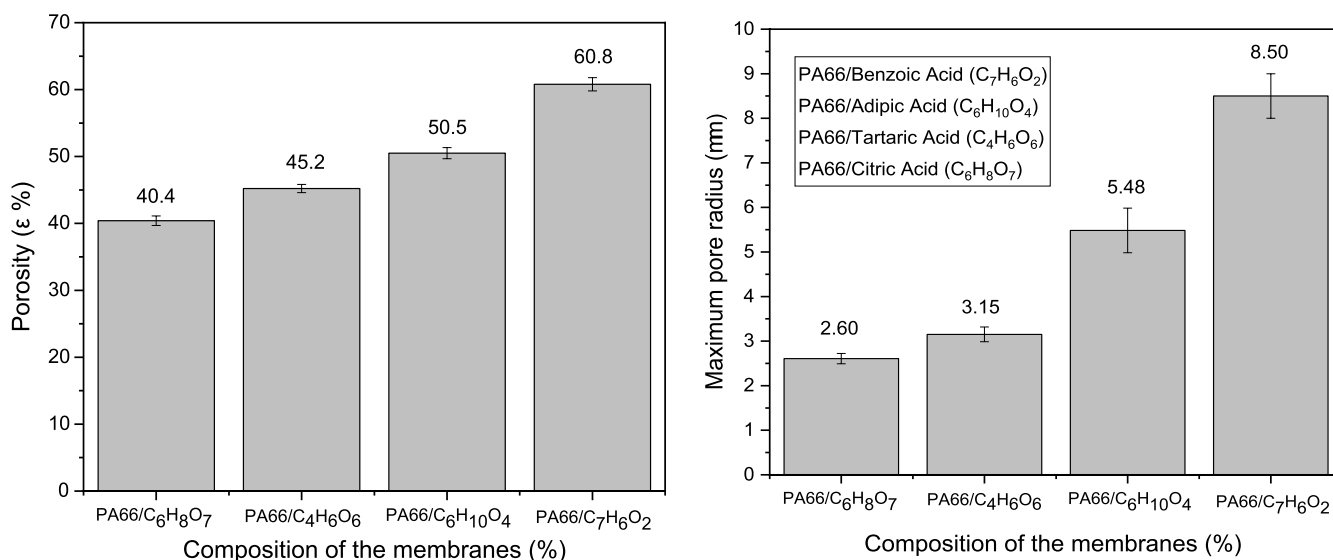 Porosity (ε %)
70
60
50
40
30
20
10
0
40.4
45.2
50.5
60.8
PA66/C₆H₈O₇
PA66/C₄H₆O₆
PA66/C₆H₁₀O₄
PA66/C₇H₆O₂
Composition of the membranes (%)
Maximum pore radius (mm)
10
9
8
7
6
5
4
3
2
1
0
PA66/Benzoic Acid (C₇H₆O₂)
PA66/Adipic Acid (C₆H₁₀O₄)
PA66/Tartaric Acid (C₄H₆O₆)
PA66/Citric Acid (C₆H₈O₇)
2.60
3.15
5.48
8.50
PA66/C₆H₈O₇
PA66/C₄H₆O₆
PA66/C₆H₁₀O₄
PA66/C₇H₆O₂
Composition of the membranes (%)